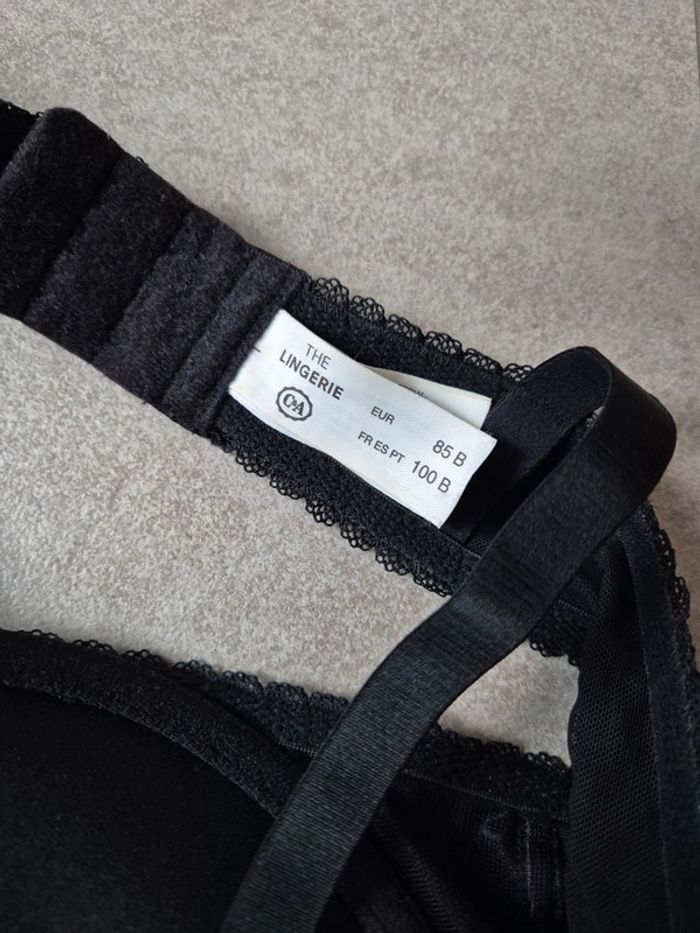 THE
LINGERIE
C&A
EUR 85 B
FR ES PT 100 B